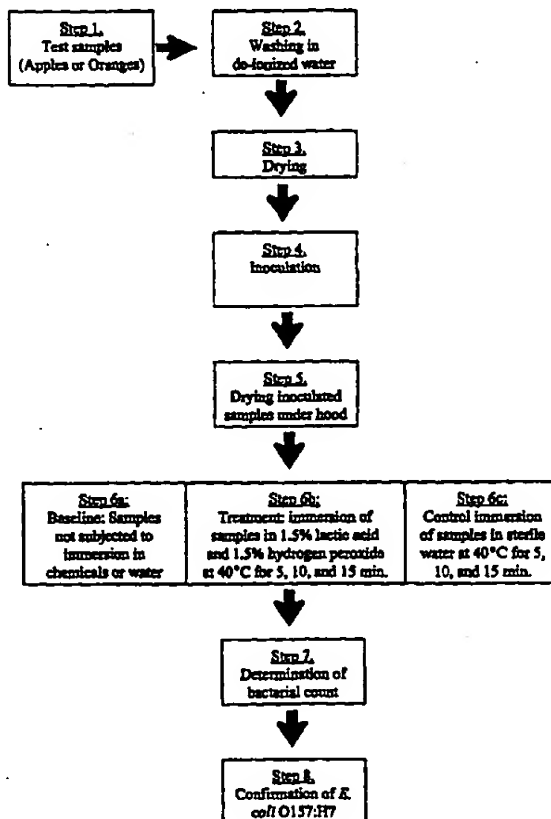 Step 1.
Test samples
(Apples or Oranges)
Step 2.
Washing in
de-ionized water
Step 3.
Drying
Step 4.
Inoculation
Step 5.
Drying inoculated
samples under hood
Step 6a:
Baseline: Samples
not subjected to
immersion in
chemicals or water
Step 6b:
Treatment: immersion of
samples in 1.5% lactic acid
and 1.5% hydrogen peroxide
at 40°C for 5, 10, and 15 min.
Step 6c:
Control immersion
of samples in sterile
water at 40°C for 5,
10, and 15 min.
Step 7.
Determination of
bacterial count
Step 8.
Confirmation of E.
coli O157:H7